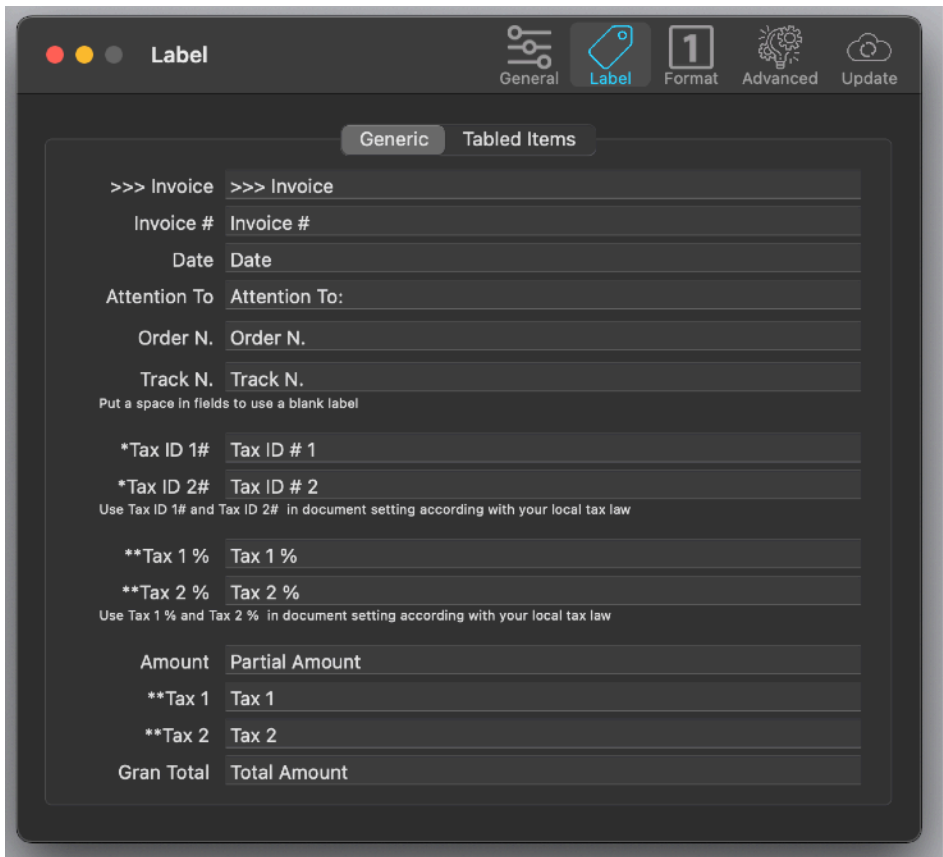 Label
General Label Format Advanced Update
1
Generic Tabled Items
>>> Invoice >>> Invoice
Invoice # Invoice #
Date Date
Attention To Attention To:
Order N. Order N.
Track N. Track N.
Put a space in fields to use a blank label
*Tax ID 1# Tax ID # 1
*Tax ID 2# Tax ID # 2
Use Tax ID 1# and Tax ID 2# in document setting according with your local tax law
**Tax 1 % Tax 1 %
**Tax 2 % Tax 2 %
Use Tax 1 % and Tax 2 % in document setting according with your local tax law
Amount Partial Amount
**Tax 1 Tax 1
**Tax 2 Tax 2
Gran Total Total Amount